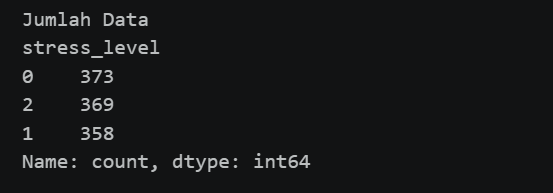 Jumlah Data
stress_level
0    373
2    369
1    358
Name: count, dtype: int64